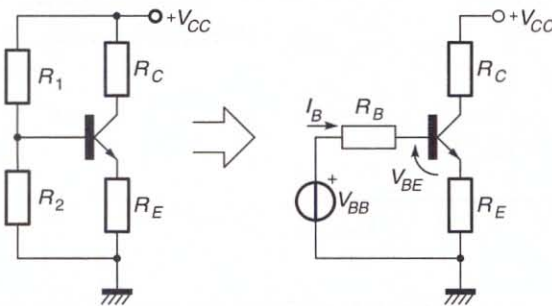 +V_CC
R_1
R_C
R_2
R_E
+V_CC
R_C
I_B
R_B
V_BE
+
V_BB
R_E